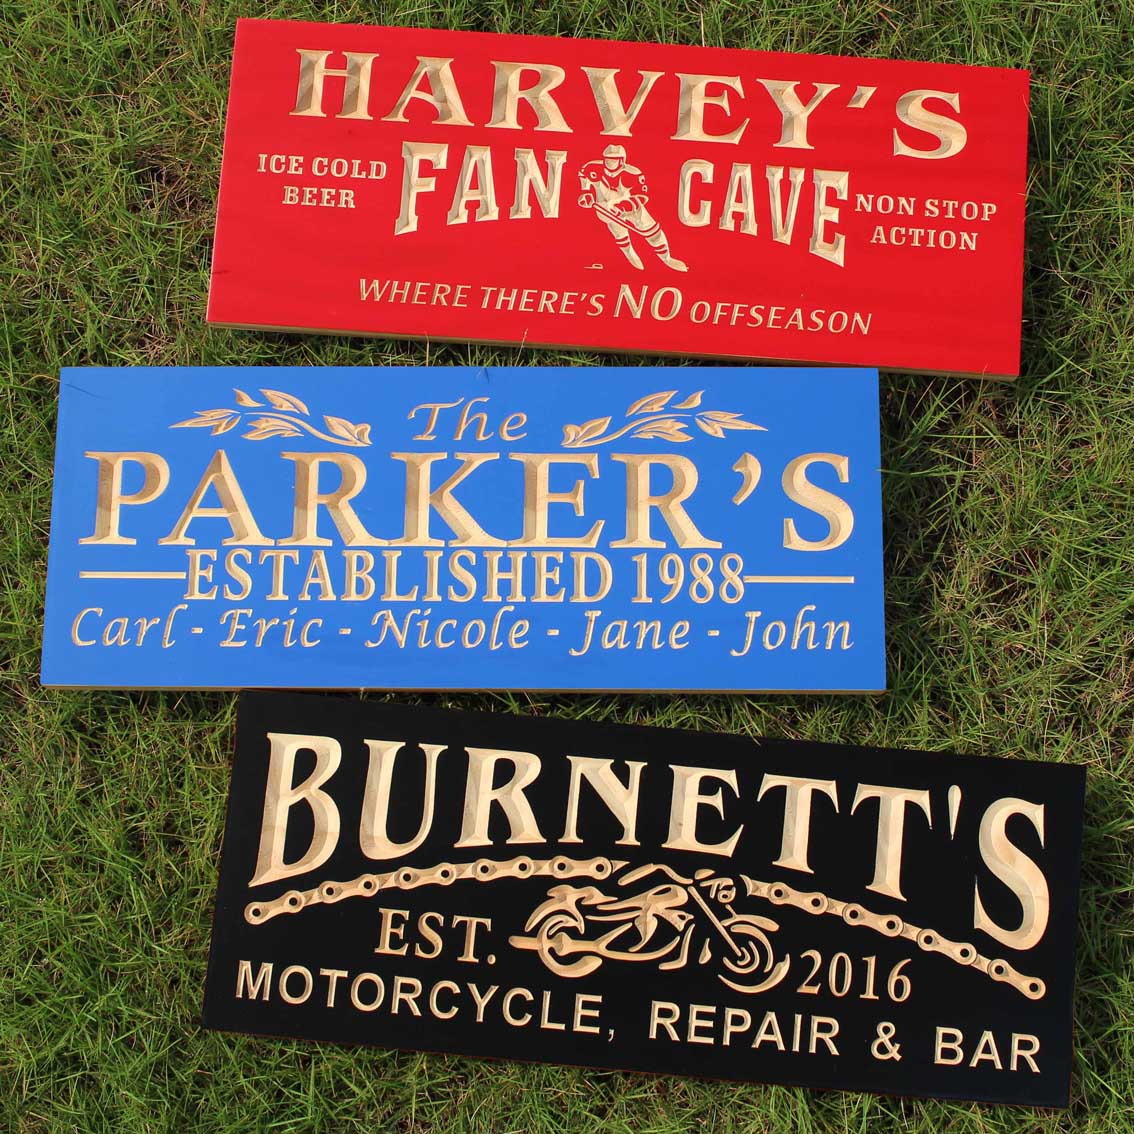 HARVEY'S
ICE COLD BEER
FAN CAVE
NON STOP ACTION
WHERE THERE'S NO OFFSEASON
The
PARKER'S
ESTABLISHED 1988
Carl - Eric - Nicole - Jane - John
BURNETT'S
EST. 2016
MOTORCYCLE, REPAIR & BAR